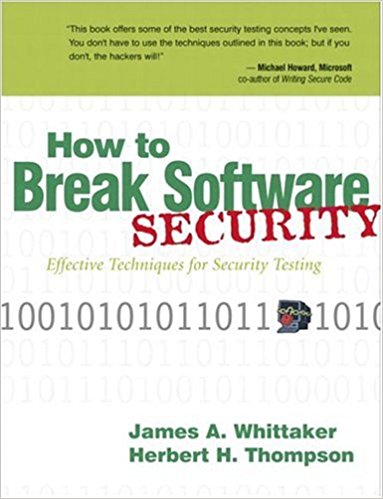 "This book offers some of the best security testing concepts I've seen.
You don't have to use the techniques outlined in this book; but if you
don't, the hackers will!"
— Michael Howard, Microsoft
co-author of Writing Secure Code
How to
Break Software
SECURITY
Effective Techniques for Security Testing
10010101011011 1010
James A. Whittaker
Herbert H. Thompson